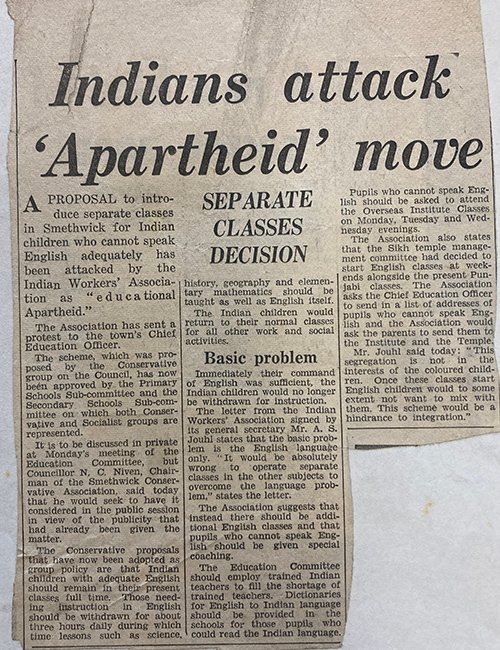 Indians attack
‘Apartheid’ move
A PROPOSAL to intro-
duce separate classes
in Smethwick for Indian
children who cannot speak
English adequately has
been attacked by the
Indian Workers’ Associa-
tion as “educational
Apartheid.”
The Association has sent a
protest to the town’s Chief
Education Officer.
The scheme, which was pro-
posed by the Conservative
group on the Council, has now
been approved by the Primary
Schools Sub-committee and the
Secondary Schools Sub-com-
mittee on which both Conser-
vative and Socialist groups are
represented.
It is to be discussed in private
at Monday’s meeting of the
Education Committee, but
Councillor N. C. Niven, Chair-
man of the Smethwick Conser-
vative Association, said today
that he would seek to have it
considered in the public session
in view of the publicity that
had already been given the
matter.
The Conservative proposals
that have now been adopted as
group policy are that Indian
children with adequate English
should remain in their present
classes full time. Those need-
ing instruction in English
should be withdrawn for about
three hours daily during which
time lessons such as science,
SEPARATE
CLASSES
DECISION
history, geography and elemen-
tary mathematics should be
taught as well as English itself.
The Indian children would
return to their normal classes
for all other work and social
activities.
Basic problem
Immediately their command
of English was sufficient, the
Indian children would no longer
be withdrawn for instruction.
The letter from the Indian
Workers’ Association signed by
its general secretary Mr. A. S.
Jouhl states that the basic prob-
lem is the English language
only. “It would be absolutely
wrong to operate separate
classes in the other subjects to
overcome the language prob-
lem,” states the letter.
The Association suggests that
instead there should be addi-
tional English classes and that
pupils who cannot speak Eng-
lish should be given special
coaching.
The Education Committee
should employ trained Indian
teachers to fill the shortage of
trained teachers. Dictionaries
for English to Indian language
should be provided in the
schools for those pupils who
could read the Indian language.
Pupils who cannot speak Eng-
lish should be asked to attend
the Overseas Institute Classes
on Monday, Tuesday and Wed-
nesday evenings.
The Association also states
that the Sikh temple manage-
ment committee had decided to
start English classes at week-
ends alongside the present Pun-
jabi classes. The Association
asks the Chief Education Officer
to send in a list of addresses of
pupils who cannot speak Eng-
lish and the Association would
ask the parents to send them to
the Institute and the Temple.
Mr. Jouhl said today: “This
segregation is not in the
interests of the coloured child-
ren. Once these classes start
English children would to some
extent not want to mix with
them. This scheme would be a
hindrance to integration.”